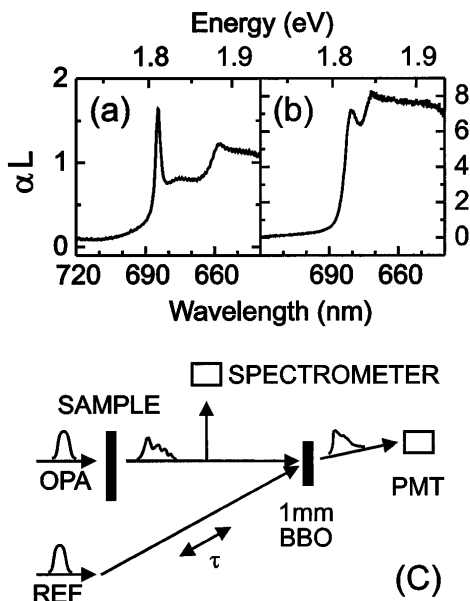 Energy (eV)
1.8 1.9 1.8 1.9
2
1
0
αL
(a)
(b)
8
6
4
2
0
720 690 660 690 660
Wavelength (nm)
SPECTROMETER
SAMPLE
OPA
PMT
1mm
BBO
τ
REF
(C)